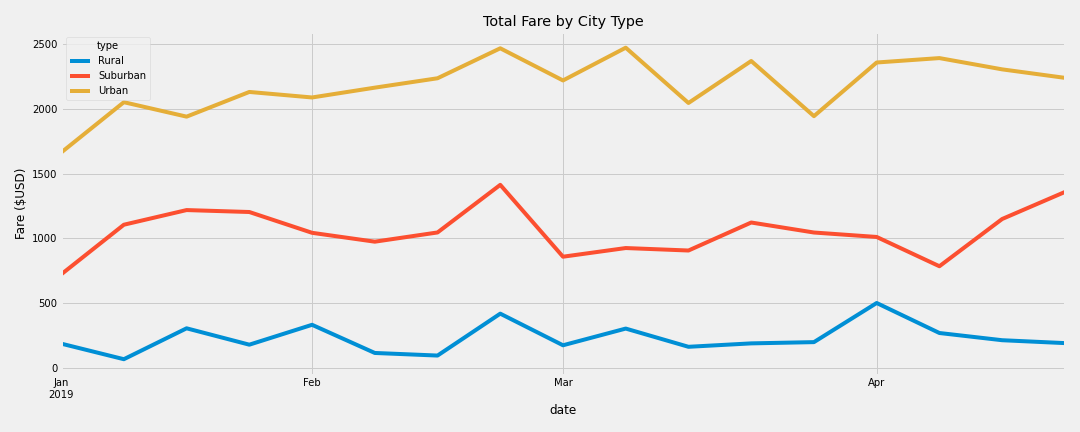 Total Fare by City Type
type
Rural
Suburban
Urban
Fare ($USD)
2500
2000
1500
1000
500
0
Jan Feb Mar Apr
2019
date